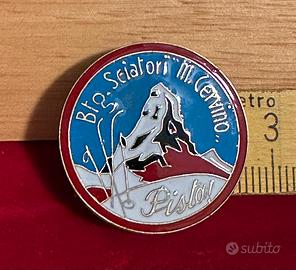 Btg. Sciatori "M. Cervino"
Pista!
etro
3
subito